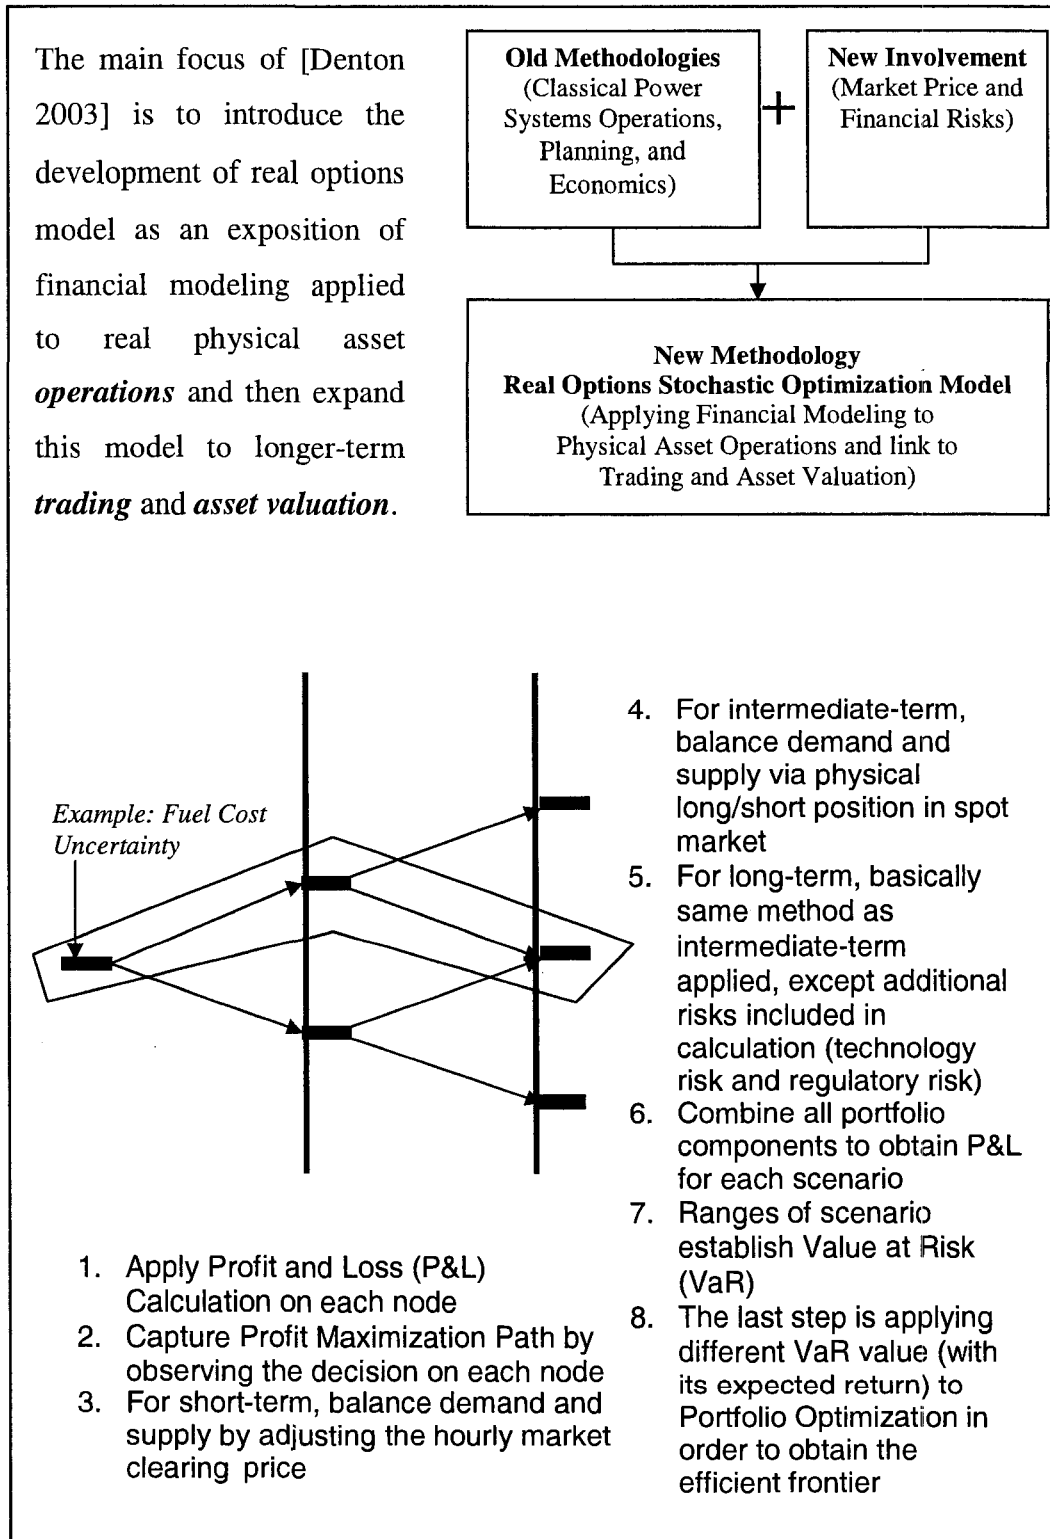 The main focus of [Denton
2003] is to introduce the
development of real options
model as an exposition of
financial modeling applied
to real physical asset
operations and then expand
this model to longer-term
trading and asset valuation.
Old Methodologies
(Classical Power
Systems Operations,
Planning, and
Economics)
+
New Involvement
(Market Price and
Financial Risks)
New Methodology
Real Options Stochastic Optimization Model
(Applying Financial Modeling to
Physical Asset Operations and link to
Trading and Asset Valuation)
Example: Fuel Cost
Uncertainty
1. Apply Profit and Loss (P&L)
Calculation on each node
2. Capture Profit Maximization Path by
observing the decision on each node
3. For short-term, balance demand and
supply by adjusting the hourly market
clearing price
4. For intermediate-term,
balance demand and
supply via physical
long/short position in spot
market
5. For long-term, basically
same method as
intermediate-term
applied, except additional
risks included in
calculation (technology
risk and regulatory risk)
6. Combine all portfolio
components to obtain P&L
for each scenario
7. Ranges of scenario
establish Value at Risk
(VaR)
8. The last step is applying
different VaR value (with
its expected return) to
Portfolio Optimization in
order to obtain the
efficient frontier